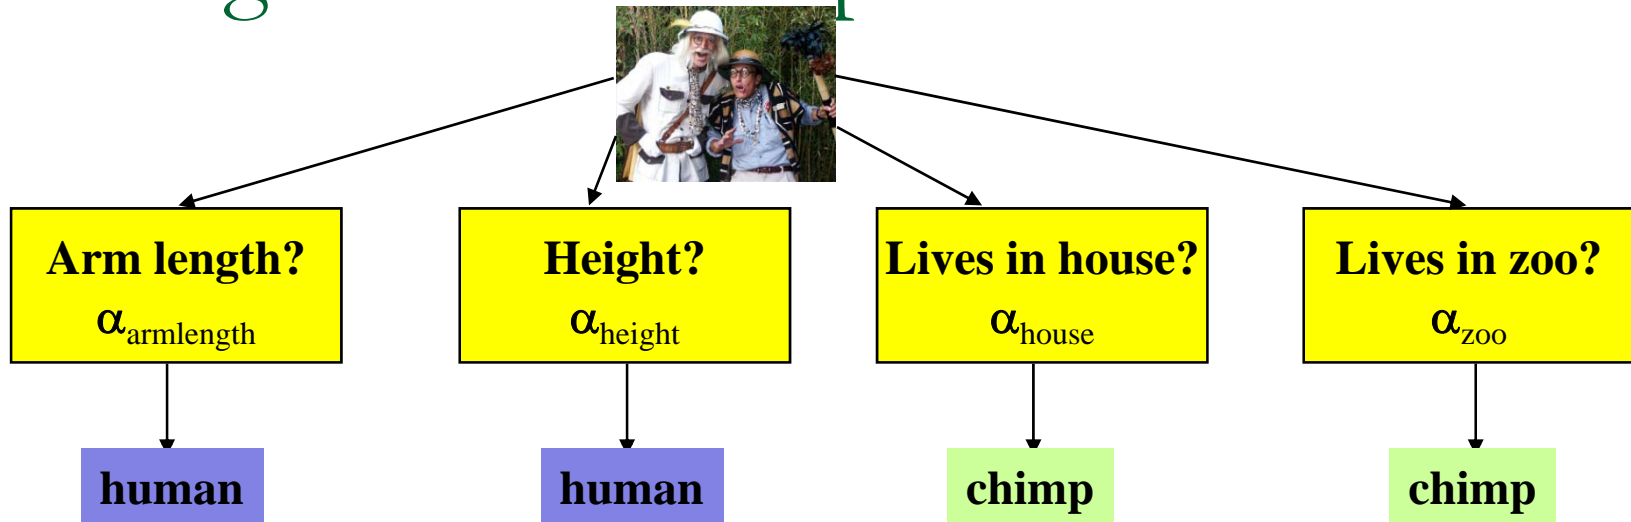 Arm length?
αarmlength
Height?
αheight
Lives in house?
αhouse
Lives in zoo?
αzoo
human
human
chimp
chimp